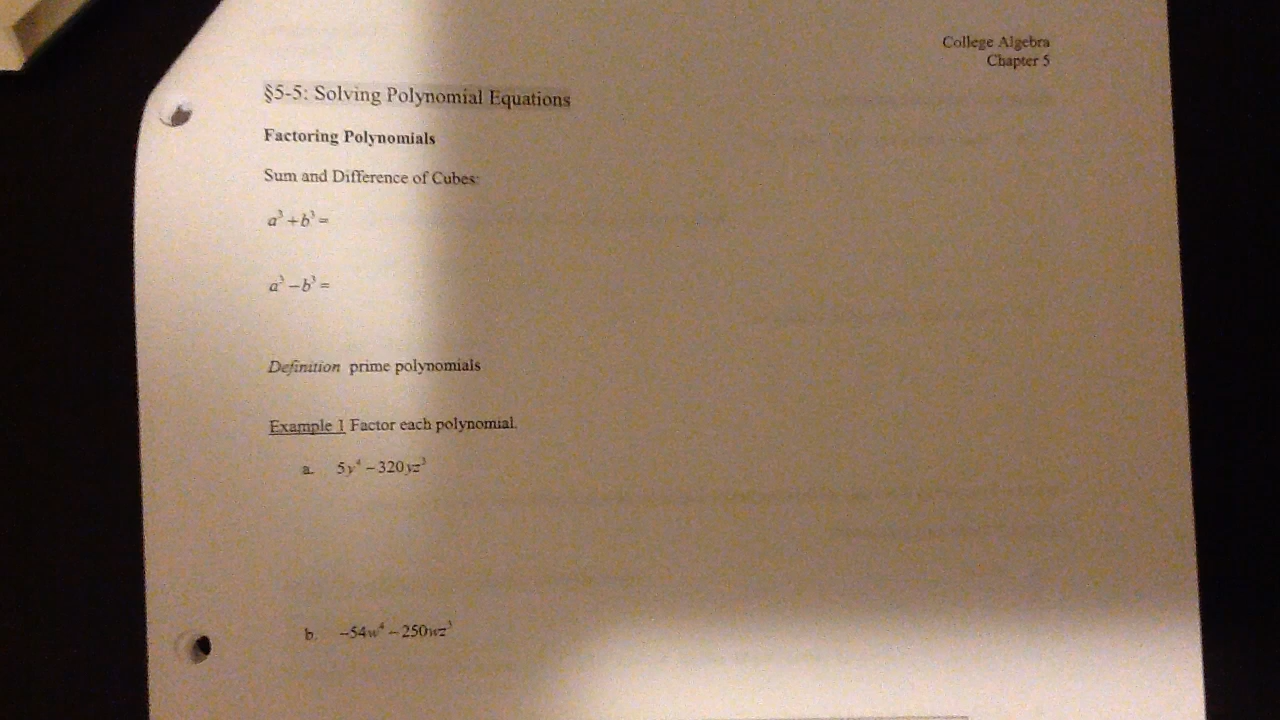 College Algebra
Chapter 5
§5-5: Solving Polynomial Equations
Factoring Polynomials
Sum and Difference of Cubes:
a³ + b³ =
a³ – b³ =
Definition prime polynomials
Example 1 Factor each polynomial.
a. 5y⁴ – 320yz³
b. –54w⁴ – 250wz³